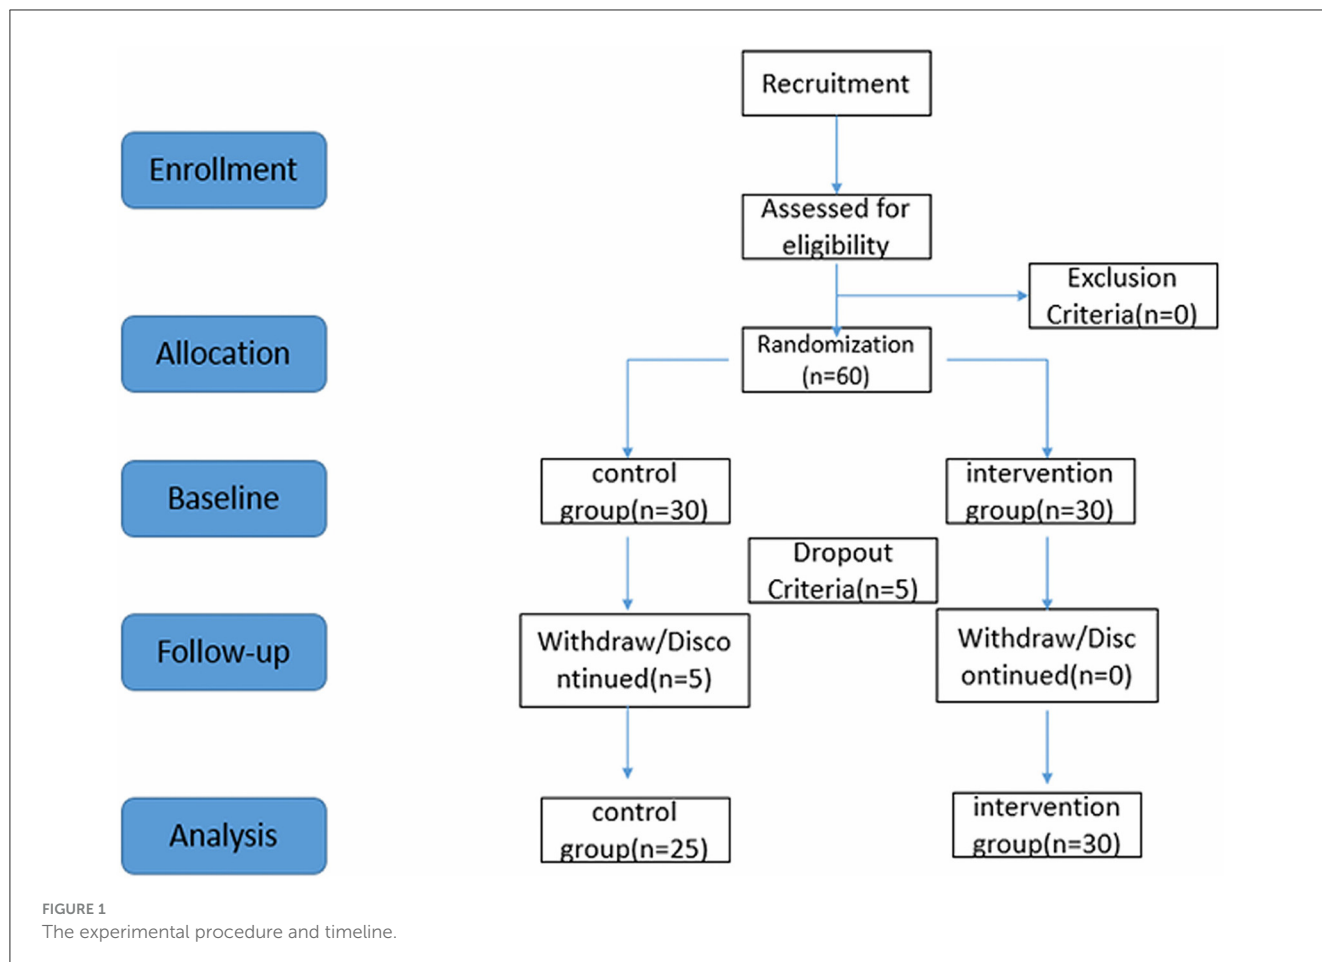 Recruitment
Enrollment
Assessed for
eligibility
Exclusion
Criteria(n=0)
Allocation
Randomization
(n=60)
Baseline
control
group(n=30)
intervention
group(n=30)
Dropout
Criteria(n=5)
Follow-up
Withdraw/Disco
ntinued(n=5)
Withdraw/Disc
ontinued(n=0)
Analysis
control
group(n=25)
intervention
group(n=30)
FIGURE 1
The experimental procedure and timeline.